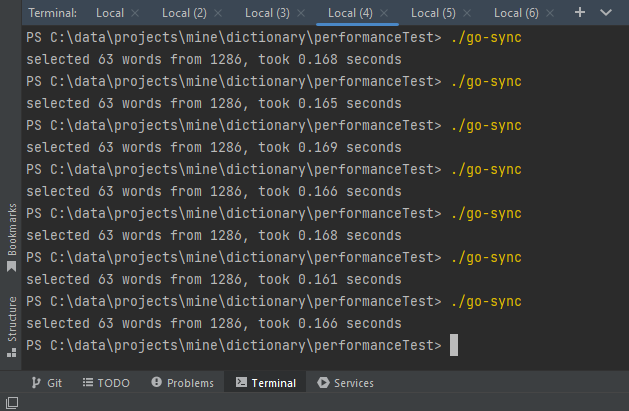 Terminal: Local Local (2) Local (3) Local (4) Local (5) Local (6)
PS C:\data\projects\mine\dictionary\performanceTest> ./go-sync
selected 63 words from 1286, took 0.168 seconds
PS C:\data\projects\mine\dictionary\performanceTest> ./go-sync
selected 63 words from 1286, took 0.165 seconds
PS C:\data\projects\mine\dictionary\performanceTest> ./go-sync
selected 63 words from 1286, took 0.169 seconds
PS C:\data\projects\mine\dictionary\performanceTest> ./go-sync
selected 63 words from 1286, took 0.166 seconds
PS C:\data\projects\mine\dictionary\performanceTest> ./go-sync
selected 63 words from 1286, took 0.168 seconds
PS C:\data\projects\mine\dictionary\performanceTest> ./go-sync
selected 63 words from 1286, took 0.161 seconds
PS C:\data\projects\mine\dictionary\performanceTest> ./go-sync
selected 63 words from 1286, took 0.166 seconds
PS C:\data\projects\mine\dictionary\performanceTest>
Bookmarks
Structure
Git TODO Problems Terminal Services